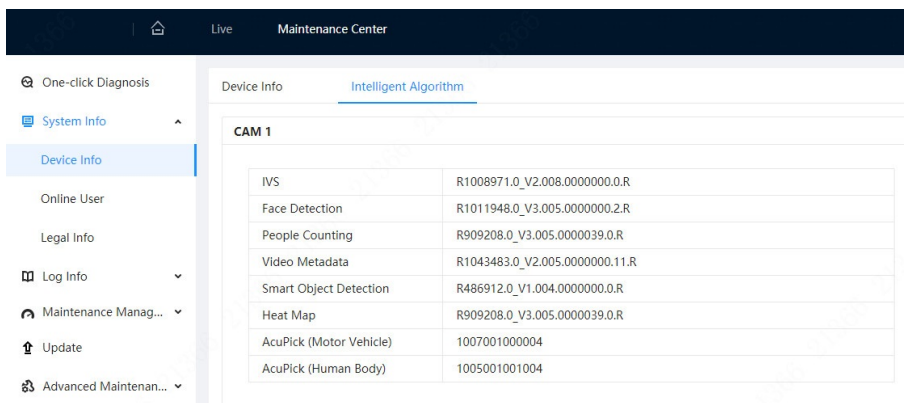 Live Maintenance Center
One-click Diagnosis
System Info
Device Info
Online User
Legal Info
Log Info
Maintenance Manag...
Update
Advanced Maintenan...
Device Info Intelligent Algorithm
CAM 1
IVS R1008971.0_V2.008.0000000.0.R
Face Detection R1011948.0_V3.005.0000000.2.R
People Counting R909208.0_V3.005.0000039.0.R
Video Metadata R1043483.0_V2.005.0000000.11.R
Smart Object Detection R486912.0_V1.004.0000000.0.R
Heat Map R909208.0_V3.005.0000039.0.R
AcuPick (Motor Vehicle) 1007001000004
AcuPick (Human Body) 1005001001004